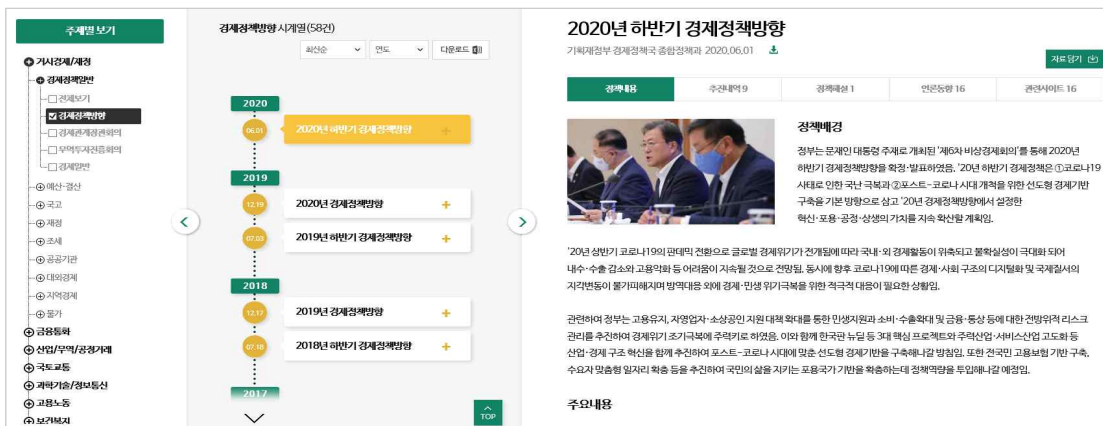 주제별 보기
거시경제/재정
경제정책일반
전체보기
경제정책방향
경제관계장관회의
무역투자진흥회의
경제일반
예산·결산
국고
재정
조세
공공기관
대외경제
지역경제
물가
금융통화
산업/무역/공정거래
국토교통
과학기술/정보통신
고용노동
보건복지
경제정책방향 시계열(58건)
최신순
연도
다운로드
2020
06.01
2020년 하반기 경제정책방향
2019
12.19
2020년 경제정책방향
07.03
2019년 하반기 경제정책방향
2018
12.17
2019년 경제정책방향
07.18
2018년 하반기 경제정책방향
2017
TOP
2020년 하반기 경제정책방향
기획재정부 경제정책국 종합정책과 2020.06.01
자료담기
정책내용
추진내역 9
정책해설 1
언론동향 16
관련사이트 16
정책배경
정부는 문재인 대통령 주재로 개최된 '제6차 비상경제회의'를 통해 2020년
하반기 경제정책방향을 확정·발표하였음. '20년 하반기 경제정책은 ①코로나19
사태로 인한 국난 극복과 ②포스트-코로나 시대 개척을 위한 선도형 경제기반
구축을 기본 방향으로 삼고 '20년 경제정책방향에서 설정한
혁신·포용·공정·상생의 가치를 지속 확산할 계획임.
'20년 상반기 코로나19의 판데믹 전환으로 글로벌 경제위기가 전개됨에 따라 국내·외 경제활동이 위축되고 불확실성이 극대화 되어
내수·수출 감소와 고용악화 등 어려움이 지속될 것으로 전망됨. 동시에 향후 코로나19에 따른 경제·사회 구조의 디지털화 및 국제질서의
지각변동이 불가피해지며 방역대응 외에 경제·민생 위기극복을 위한 적극적 대응이 필요한 상황임.
관련하여 정부는 고용유지, 자영업자·소상공인 지원 대책 확대를 통한 민생지원과 소비·수출확대 및 금융·통상 등에 대한 전방위적 리스크
관리를 추진하여 경제위기 조기극복에 주력키로 하였음. 이와 함께 한국판 뉴딜 등 3대 핵심 프로젝트와 주력산업·서비스산업 고도화 등
산업·경제 구조 혁신을 함께 추진하여 포스트-코로나 시대에 맞춘 선도형 경제기반을 구축해나갈 방침임. 또한 전국민 고용보험 기반 구축,
수요자 맞춤형 일자리 확충 등을 추진하여 국민의 삶을 지키는 포용국가 기반을 확충하는데 정책역량을 투입해나갈 예정임.
주요내용